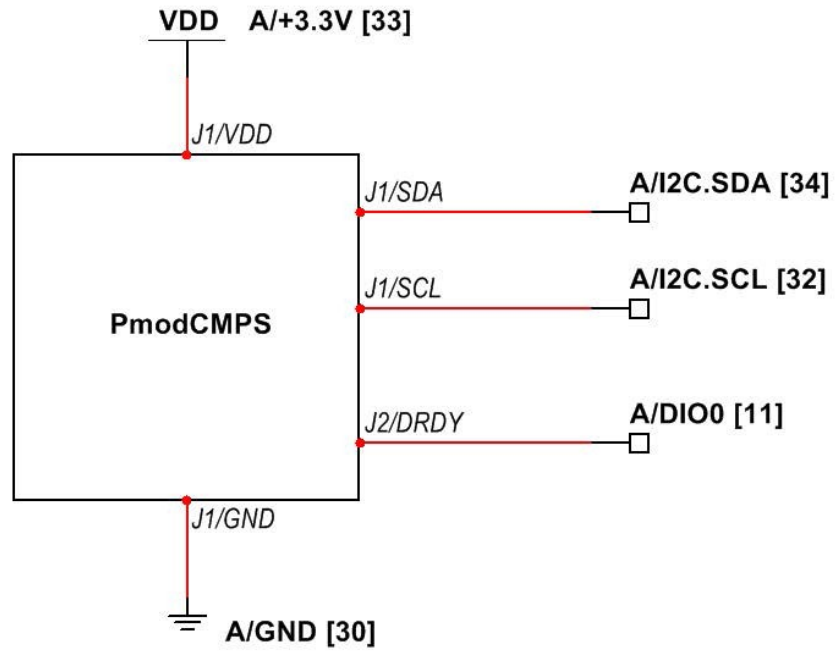 VDD A/+3.3V [33]
J1/VDD
J1/SDA
A/I2C.SDA [34]
J1/SCL
A/I2C.SCL [32]
PmodCMPS
J2/DRDY
A/DIO0 [11]
J1/GND
A/GND [30]